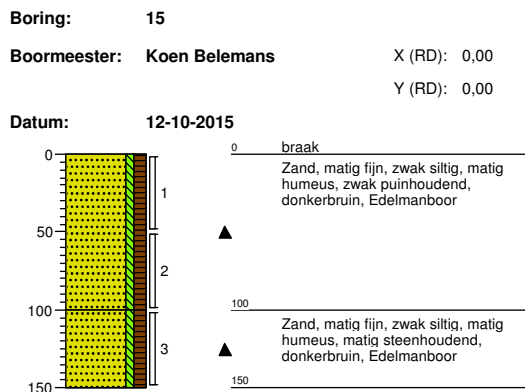 Boring: 15
Boormeester: Koen Belemans X (RD): 0,00
Y (RD): 0,00
Datum: 12-10-2015
0 0 braak
Zand, matig fijn, zwak siltig, matig
humeus, zwak puinhoudend,
donkerbruin, Edelmanboor
1
50
2
100 100
Zand, matig fijn, zwak siltig, matig
humeus, matig steenhoudend,
donkerbruin, Edelmanboor
3
150 150